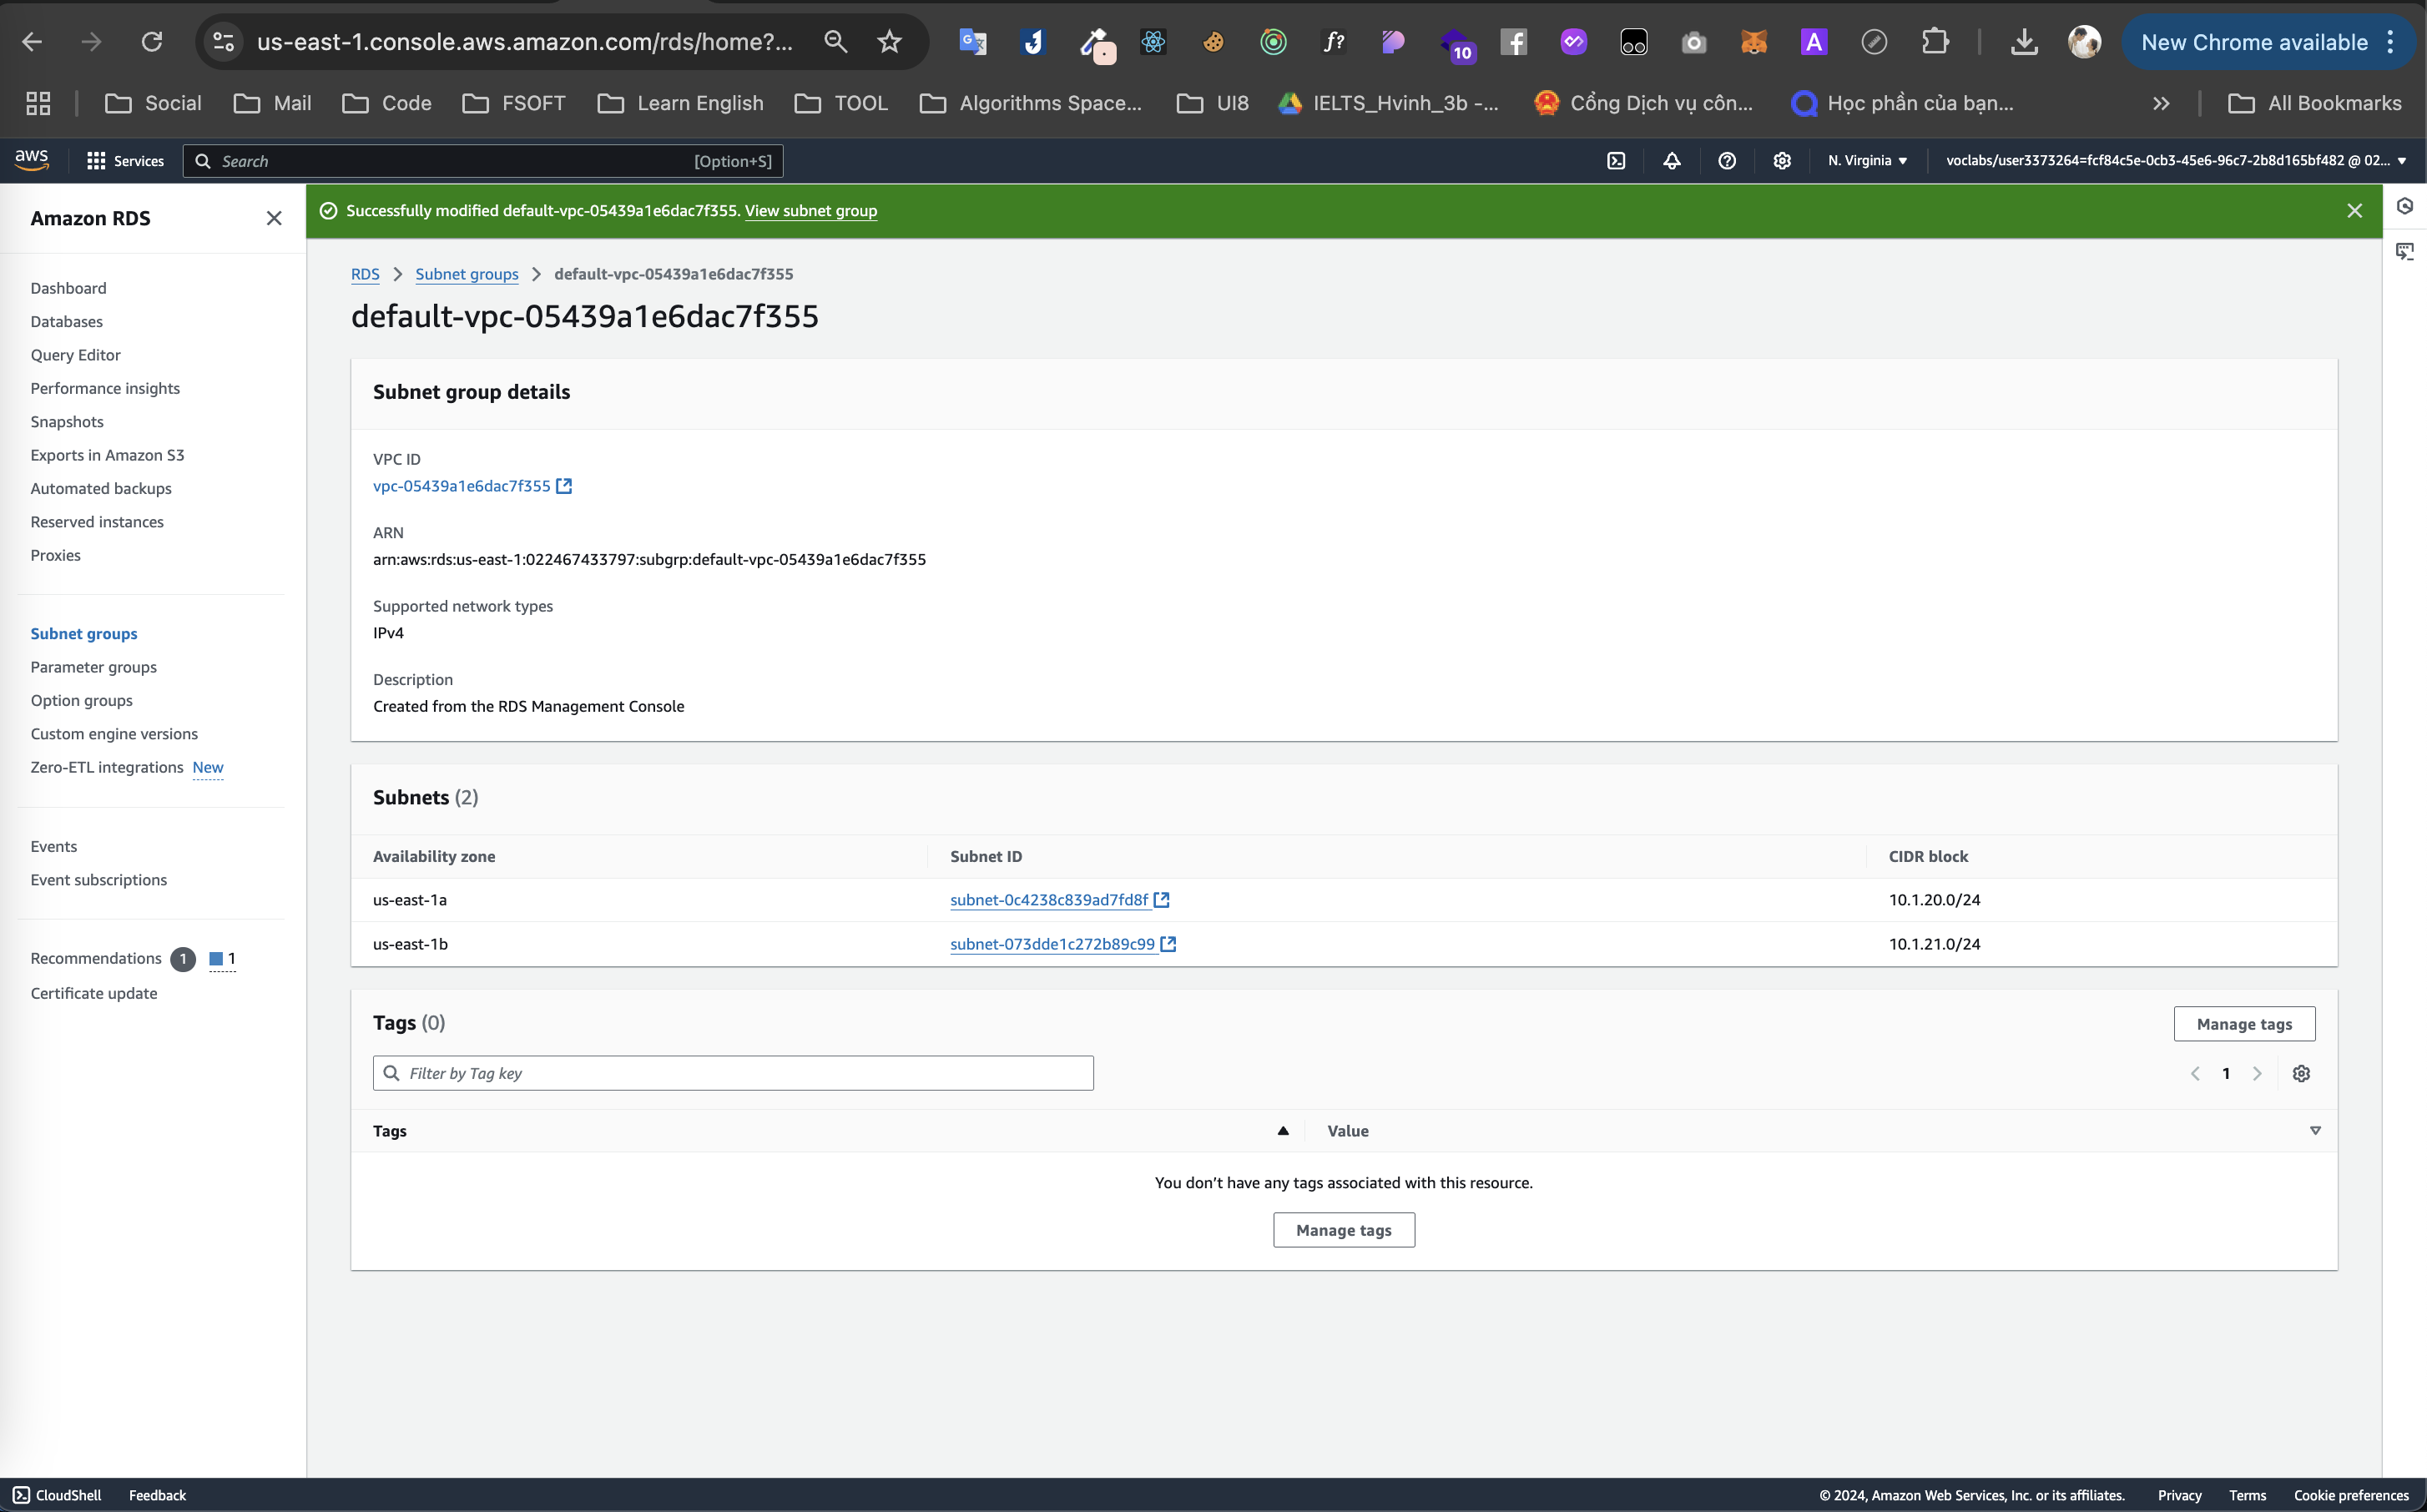 us-east-1.console.aws.amazon.com/rds/home?...
f?
10
A
New Chrome available
Social
Mail
Code
FSOFT
Learn English
TOOL
Algorithms Space...
UI8
IELTS_Hvinh_3b -...
Cổng Dịch vụ côn...
Học phần của bạn...
All Bookmarks
aws
Services
Search
[Option+S]
N. Virginia
voclabs/user3373264=fcf84c5e-0cb3-45e6-96c7-2b8d165bf482 @ 02...
Amazon RDS
Dashboard
Databases
Query Editor
Performance insights
Snapshots
Exports in Amazon S3
Automated backups
Reserved instances
Proxies
Subnet groups
Parameter groups
Option groups
Custom engine versions
Zero-ETL integrations New
Events
Event subscriptions
Recommendations 1 1
Certificate update
Successfully modified default-vpc-05439a1e6dac7f355. View subnet group
RDS > Subnet groups > default-vpc-05439a1e6dac7f355
default-vpc-05439a1e6dac7f355
Subnet group details
VPC ID
vpc-05439a1e6dac7f355
ARN
arn:aws:rds:us-east-1:022467433797:subgrp:default-vpc-05439a1e6dac7f355
Supported network types
IPv4
Description
Created from the RDS Management Console
Subnets (2)
Availability zone Subnet ID CIDR block
us-east-1a subnet-0c4238c839ad7fd8f 10.1.20.0/24
us-east-1b subnet-073dde1c272b89c99 10.1.21.0/24
Tags (0)
Manage tags
Filter by Tag key
1
Tags Value
You don't have any tags associated with this resource.
Manage tags
CloudShell
Feedback
© 2024, Amazon Web Services, Inc. or its affiliates.
Privacy
Terms
Cookie preferences